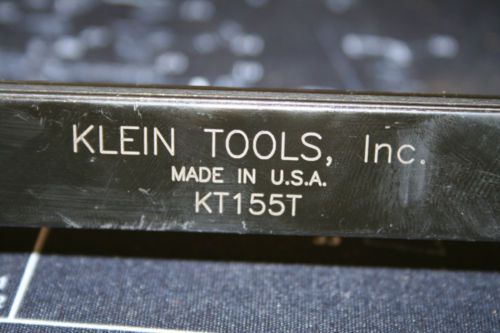 KLEIN TOOLS, Inc.
MADE IN U.S.A.
KT155T